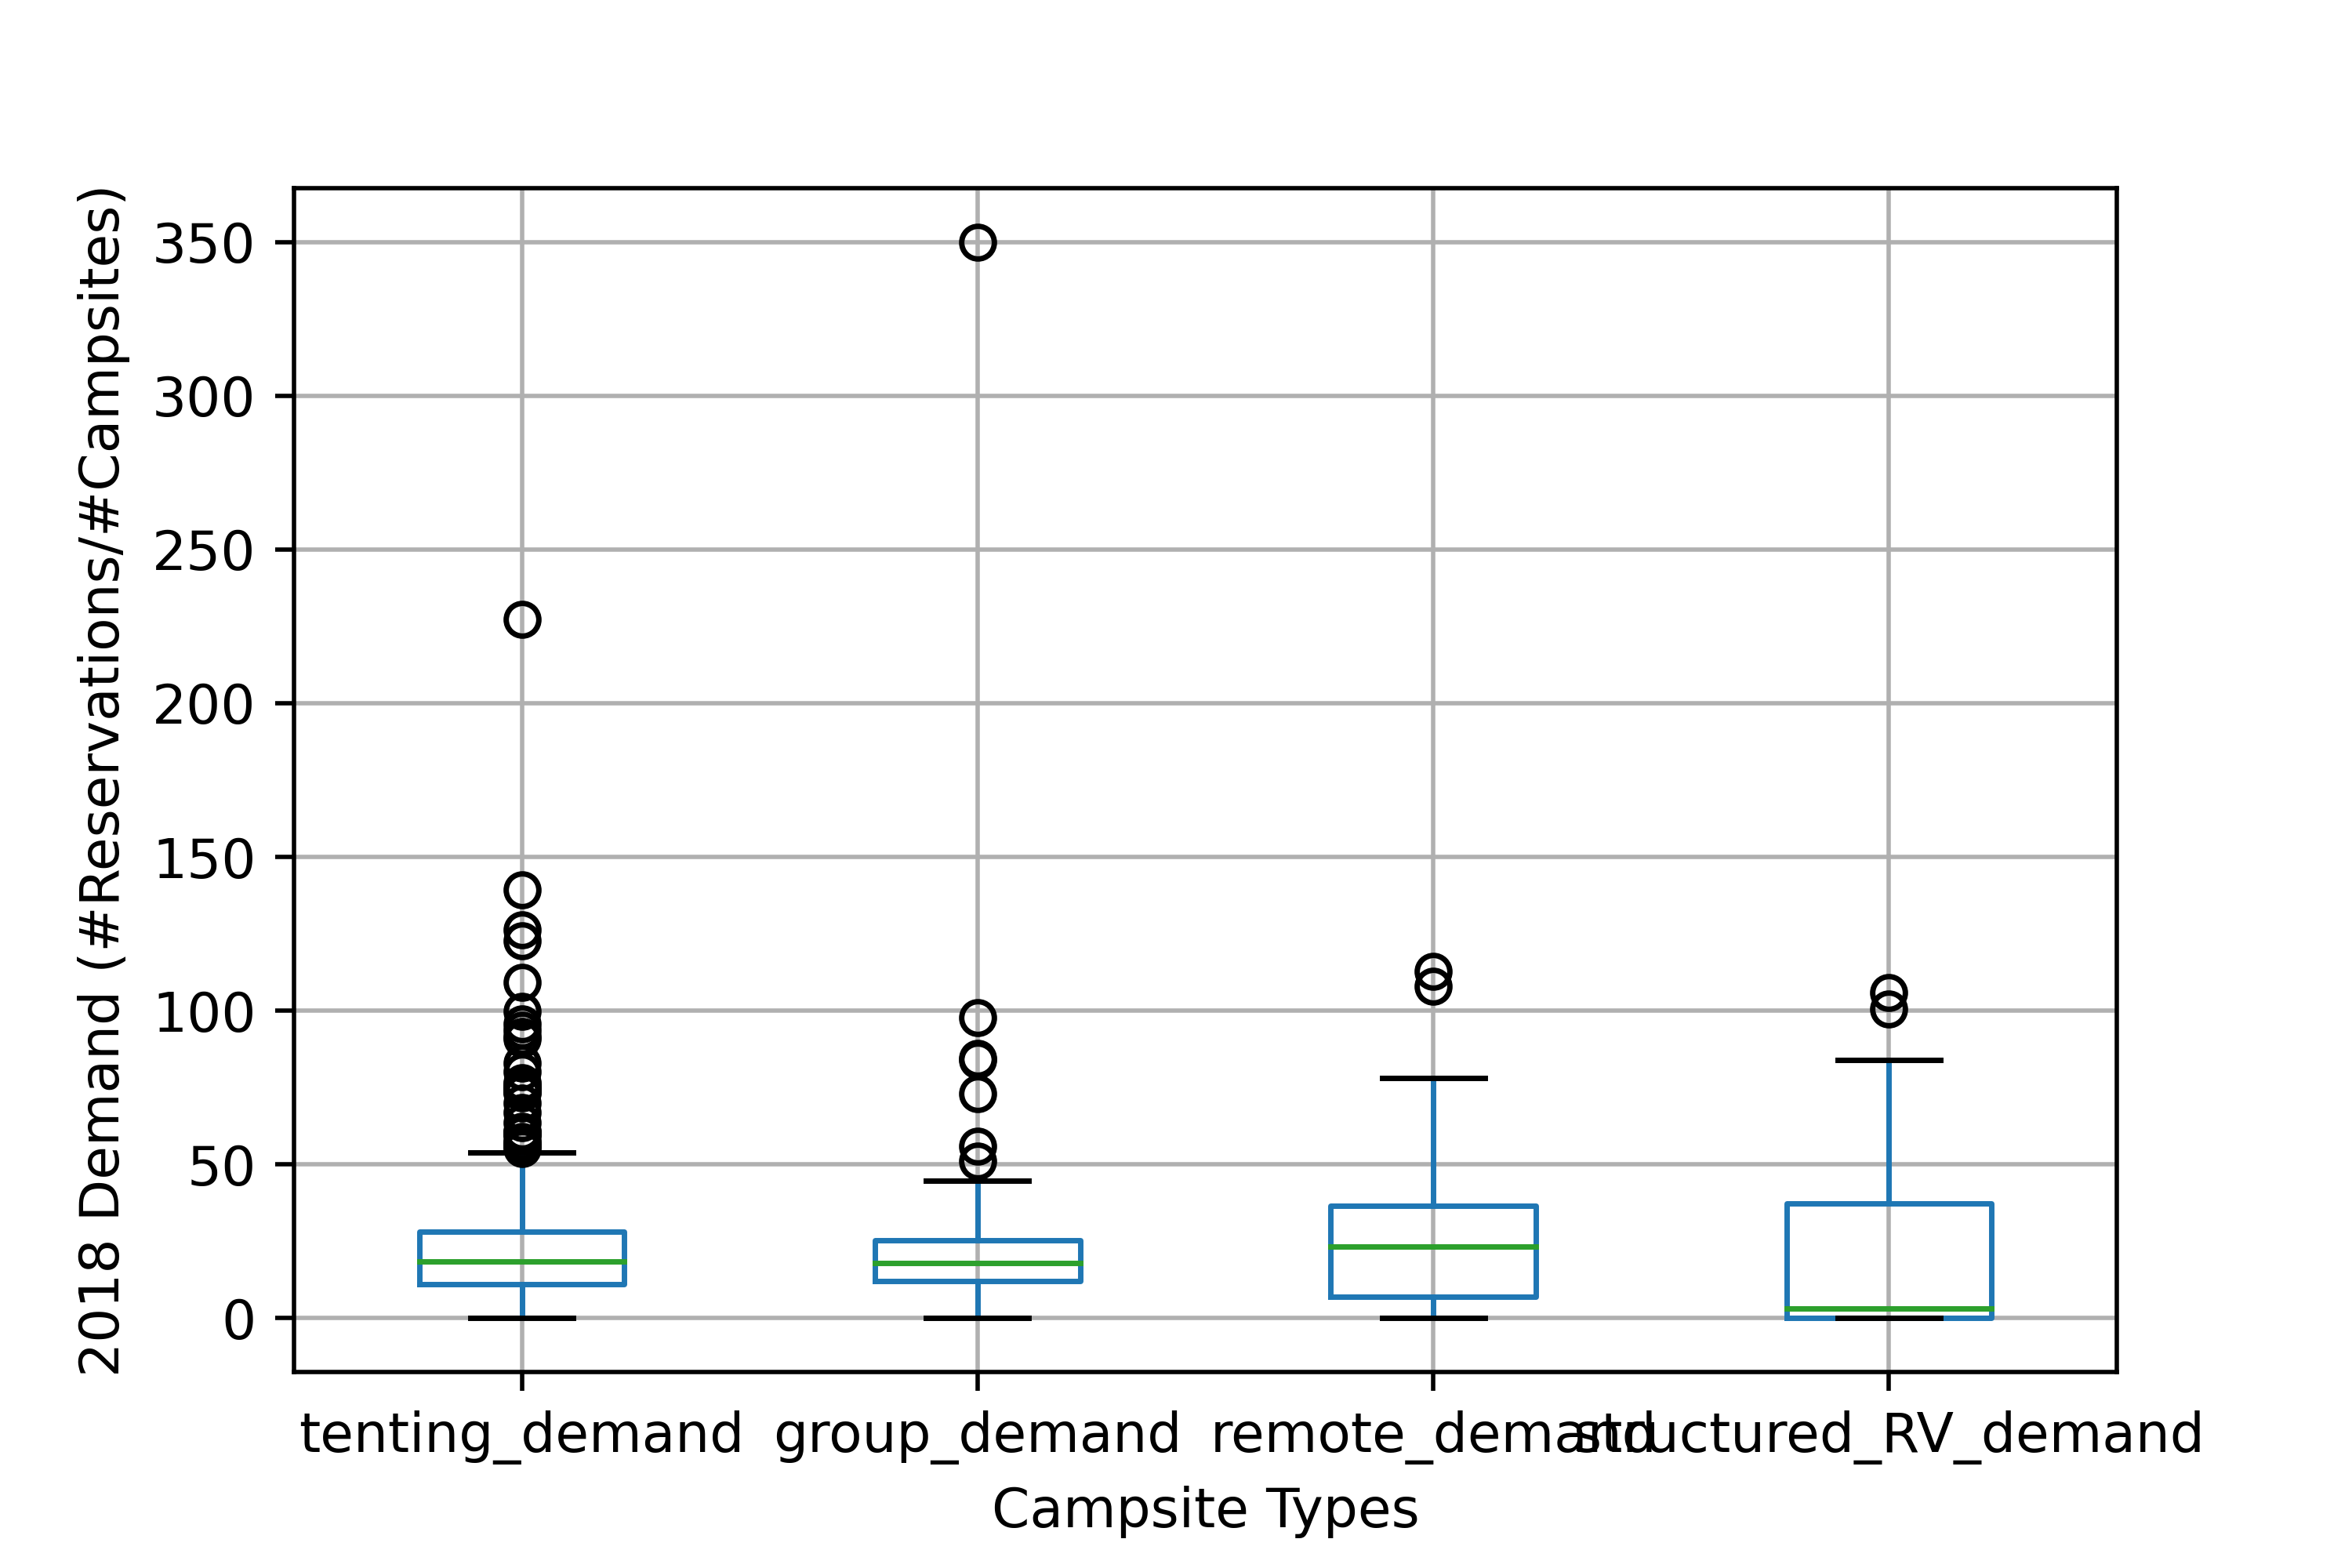 2018 Demand (#Reservations/#Campsites)
350
300
250
200
150
100
50
0
tenting_demand group_demand remote_demand structured_RV_demand
Campsite Types